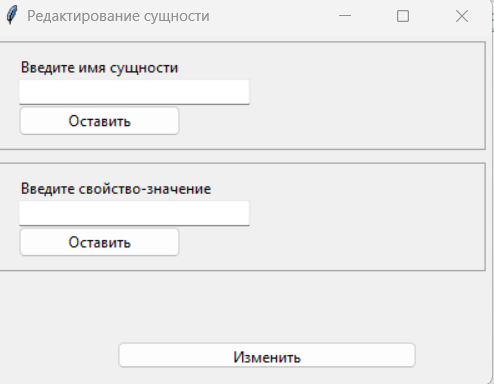 Редактирование сущности
Введите имя сущности
Оставить
Введите свойство-значение
Оставить
Изменить